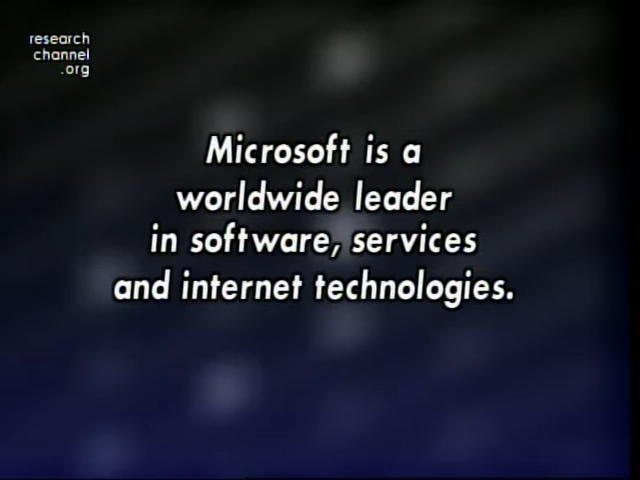 research
channel
.org
Microsoft is a
worldwide leader
in software, services
and internet technologies.